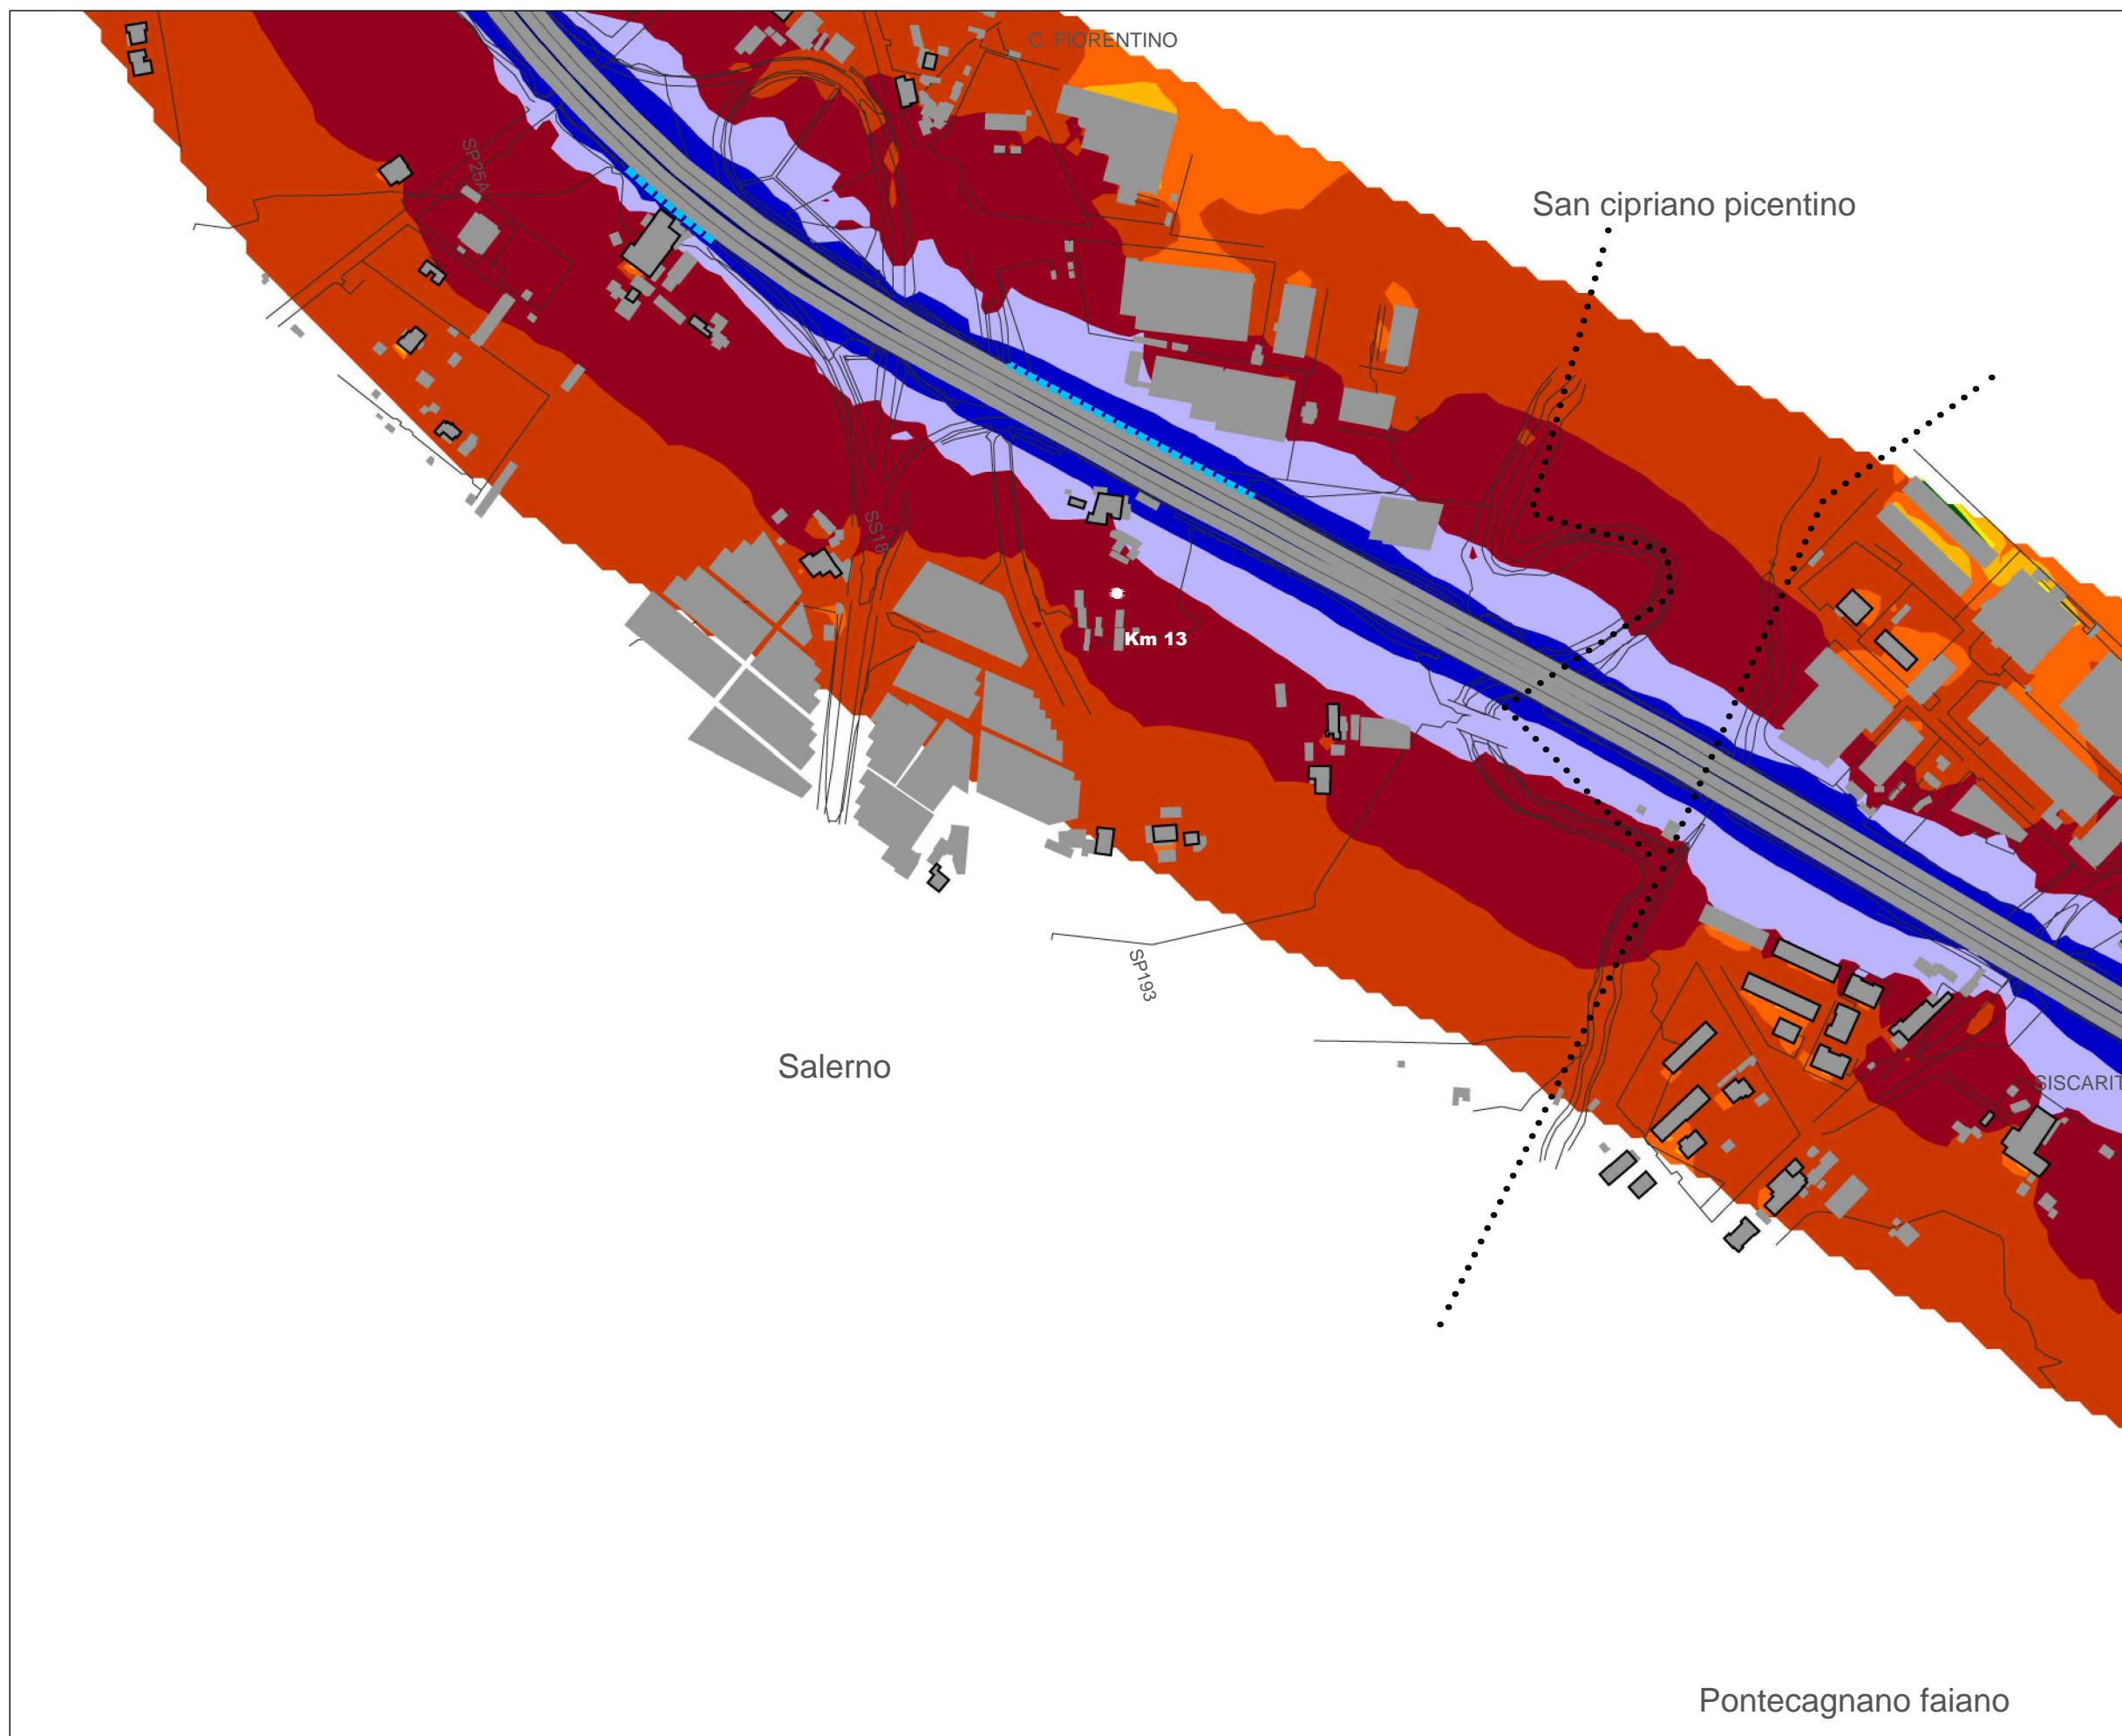 C. FIORENTINO
SP25A
San cipriano picentino
SS18
Km 13
SP193
Salerno
SISCARIT
Pontecagnano faiano